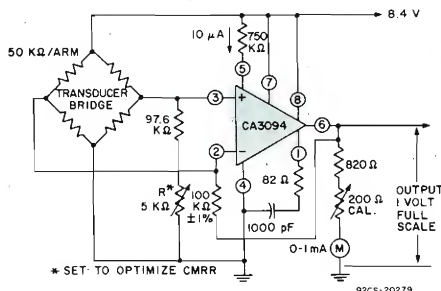 8.4 V
50 KΩ/ARM
10 μA
750
KΩ
5
7
8
TRANSDUCER
BRIDGE
3
+
CA3094
6
97.6
KΩ
2
−
1
4
82 Ω
820Ω
R*
5 KΩ
100
KΩ
±1%
200Ω
CAL.
OUTPUT
1 VOLT
FULL
SCALE
1000 pF
0-1mA
M
* SET TO OPTIMIZE CMRR
92CS-20279